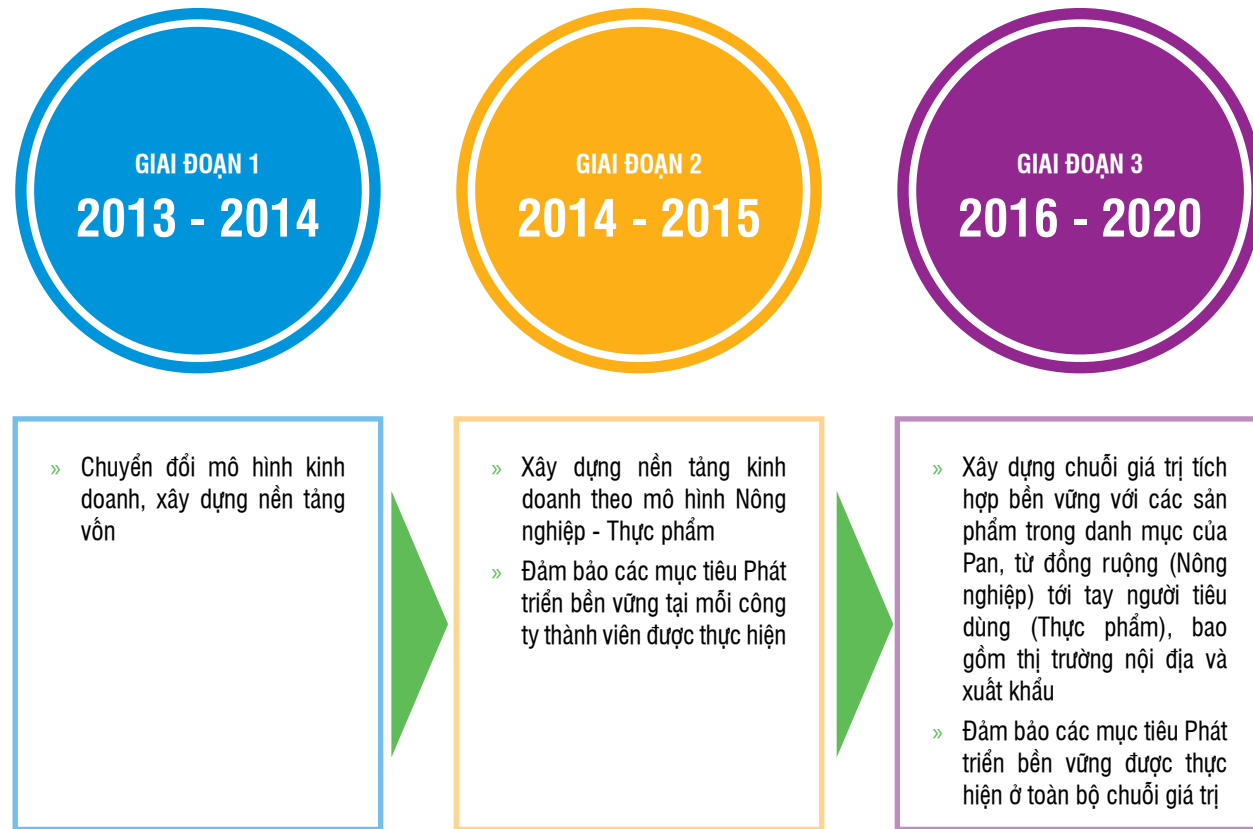 GIAI ĐOẠN 1
2013 - 2014
GIAI ĐOẠN 2
2014 - 2015
GIAI ĐOẠN 3
2016 - 2020
» Chuyển đổi mô hình kinh
doanh, xây dựng nền tảng
vốn
» Xây dựng nền tảng kinh
doanh theo mô hình Nông
nghiệp - Thực phẩm
» Đảm bảo các mục tiêu Phát
triển bền vững tại mỗi công
ty thành viên được thực hiện
» Xây dựng chuỗi giá trị tích
hợp bền vững với các sản
phẩm trong danh mục của
Pan, từ đồng ruộng (Nông
nghiệp) tới tay người tiêu
dùng (Thực phẩm), bao
gồm thị trường nội địa và
xuất khẩu
» Đảm bảo các mục tiêu Phát
triển bền vững được thực
hiện ở toàn bộ chuỗi giá trị